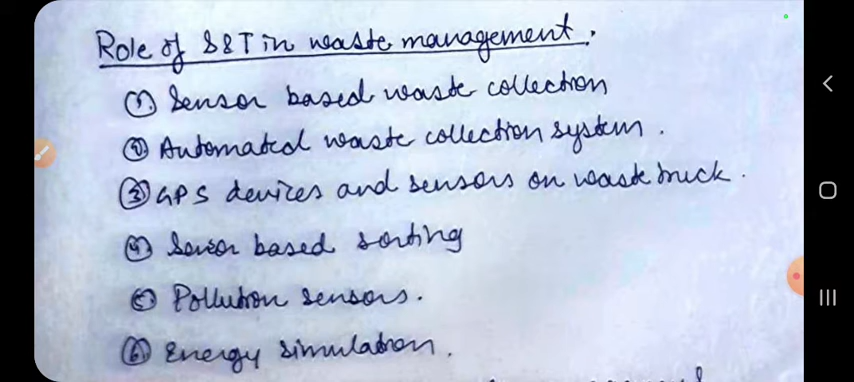 Role of S&T in waste management.
① Sensor based waste collection
② Automated waste collection system.
③ GPS devices and sensors on waste truck.
④ Sensor based sorting
⑤ Pollution sensors.
⑥ Energy simulation.